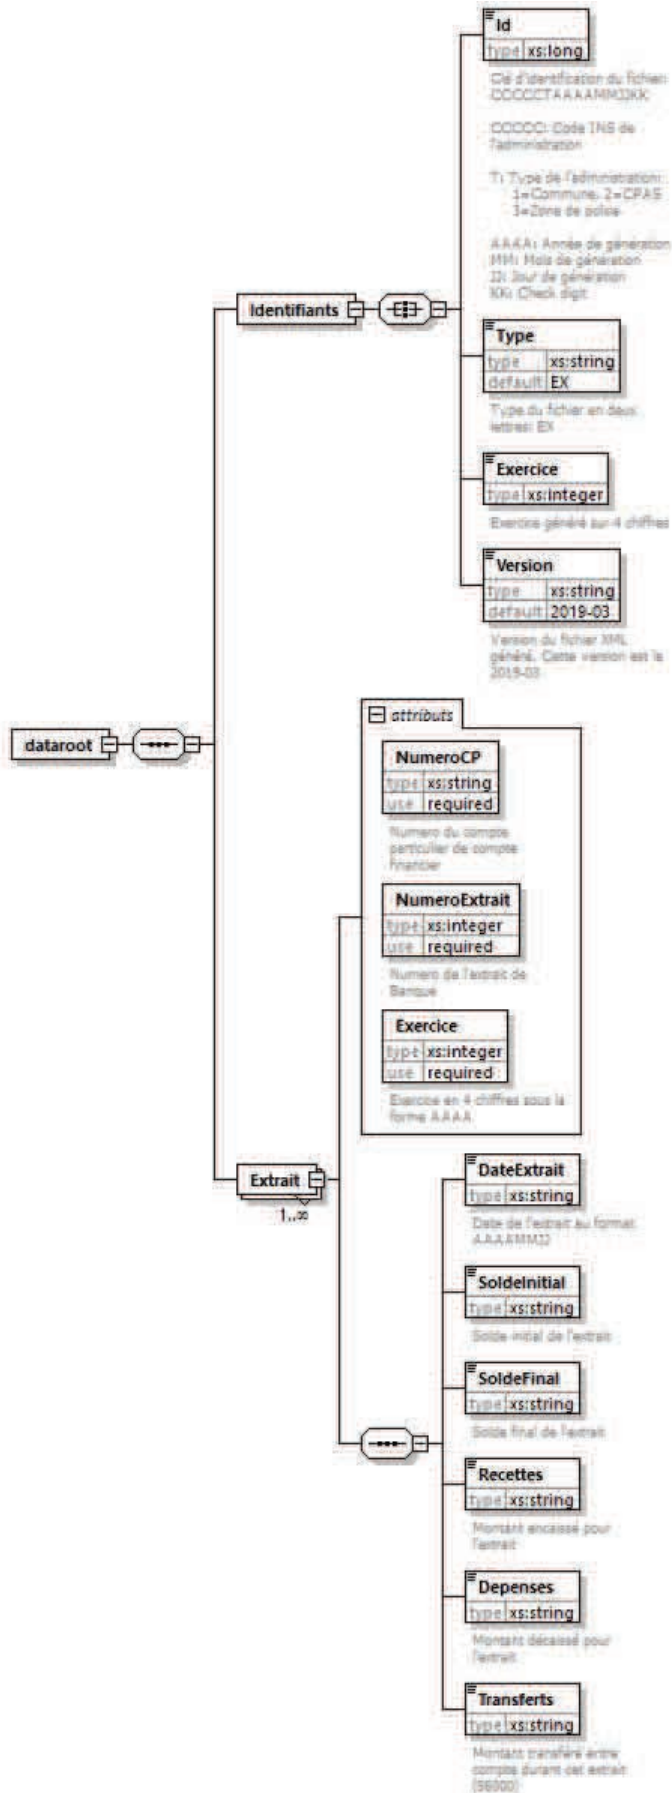 Id
type xs:long
Clé d'identification du fichier:
CCCCCTAAAAMMJJKK
CCCCC: Code INS de
l'administration
T: Type de l'administration:
1=Commune, 2=CPAS
3=Zone de police
AAAA: Année de génération
MM: Mois de génération
JJ: Jour de génération
KK: Check digit
Identifiants
Type
type xs:string
default EX
Type du fichier en deux
lettres: EX
Exercice
type xs:integer
Exercice généré sur 4 chiffres
Version
type xs:string
default 2019-03
Version du fichier XML
généré. Cette version est le
2019-03
dataroot
attributs
NumeroCP
type xs:string
use required
Numero du compte
particulier de compte
financier
NumeroExtrait
type xs:integer
use required
Numero de l'extrait de
Banque
Exercice
type xs:integer
use required
Exercice en 4 chiffres sous la
forme AAAA
Extrait
1..∞
DateExtrait
type xs:string
Date de l'extrait au format
AAAAMMJJ
SoldeInitial
type xs:string
Solde initial de l'extrait
SoldeFinal
type xs:string
Solde final de l'extrait
Recettes
type xs:string
Montant encaissé pour
l'extrait
Depenses
type xs:string
Montant décaissé pour
l'extrait
Transferts
type xs:string
Montant transféré entre
compte durant cet extrait
(56000)